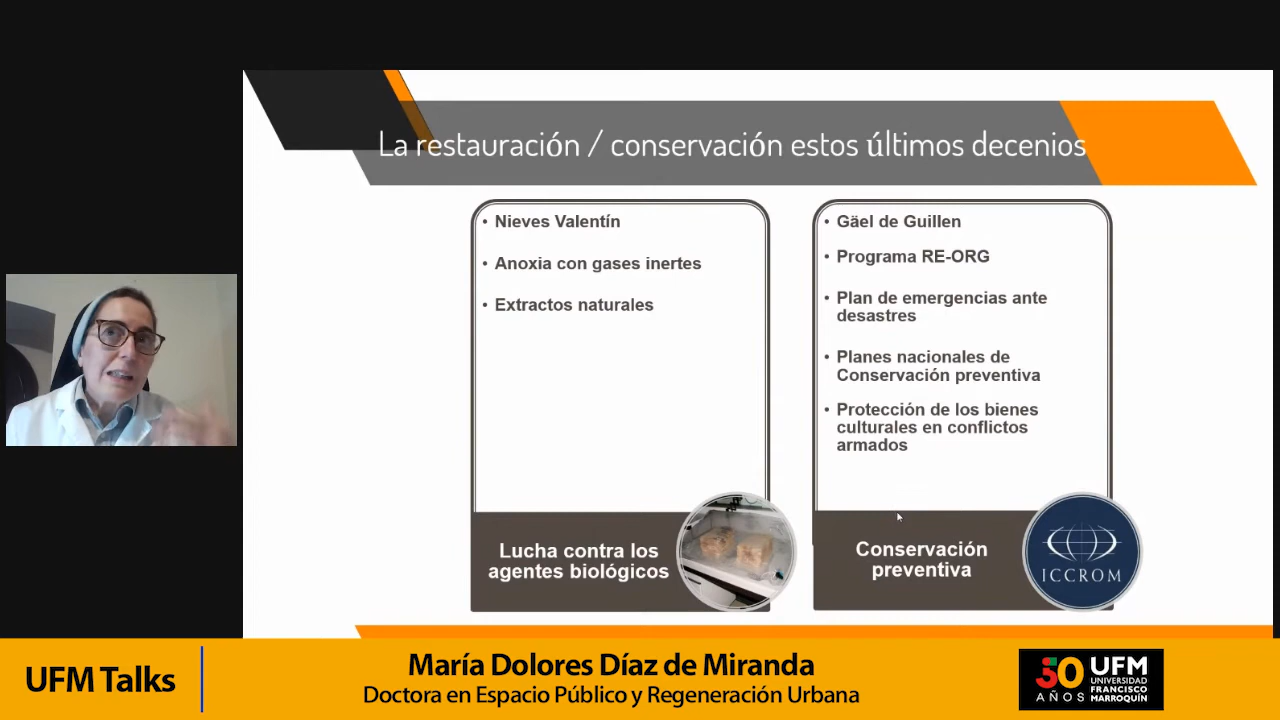 La restauración / conservación estos últimos decenios
Nieves Valentín
Anoxia con gases inertes
Extractos naturales
Lucha contra los
agentes biológicos
Gäel de Guillen
Programa RE-ORG
Plan de emergencias ante
desastres
Planes nacionales de
Conservación preventiva
Protección de los bienes
culturales en conflictos
armados
Conservación
preventiva
ICCROM
UFM Talks
María Dolores Díaz de Miranda
Doctora en Espacio Público y Regeneración Urbana
50
AÑOS
UFM
UNIVERSIDAD
FRANCISCO
MARROQUÍN